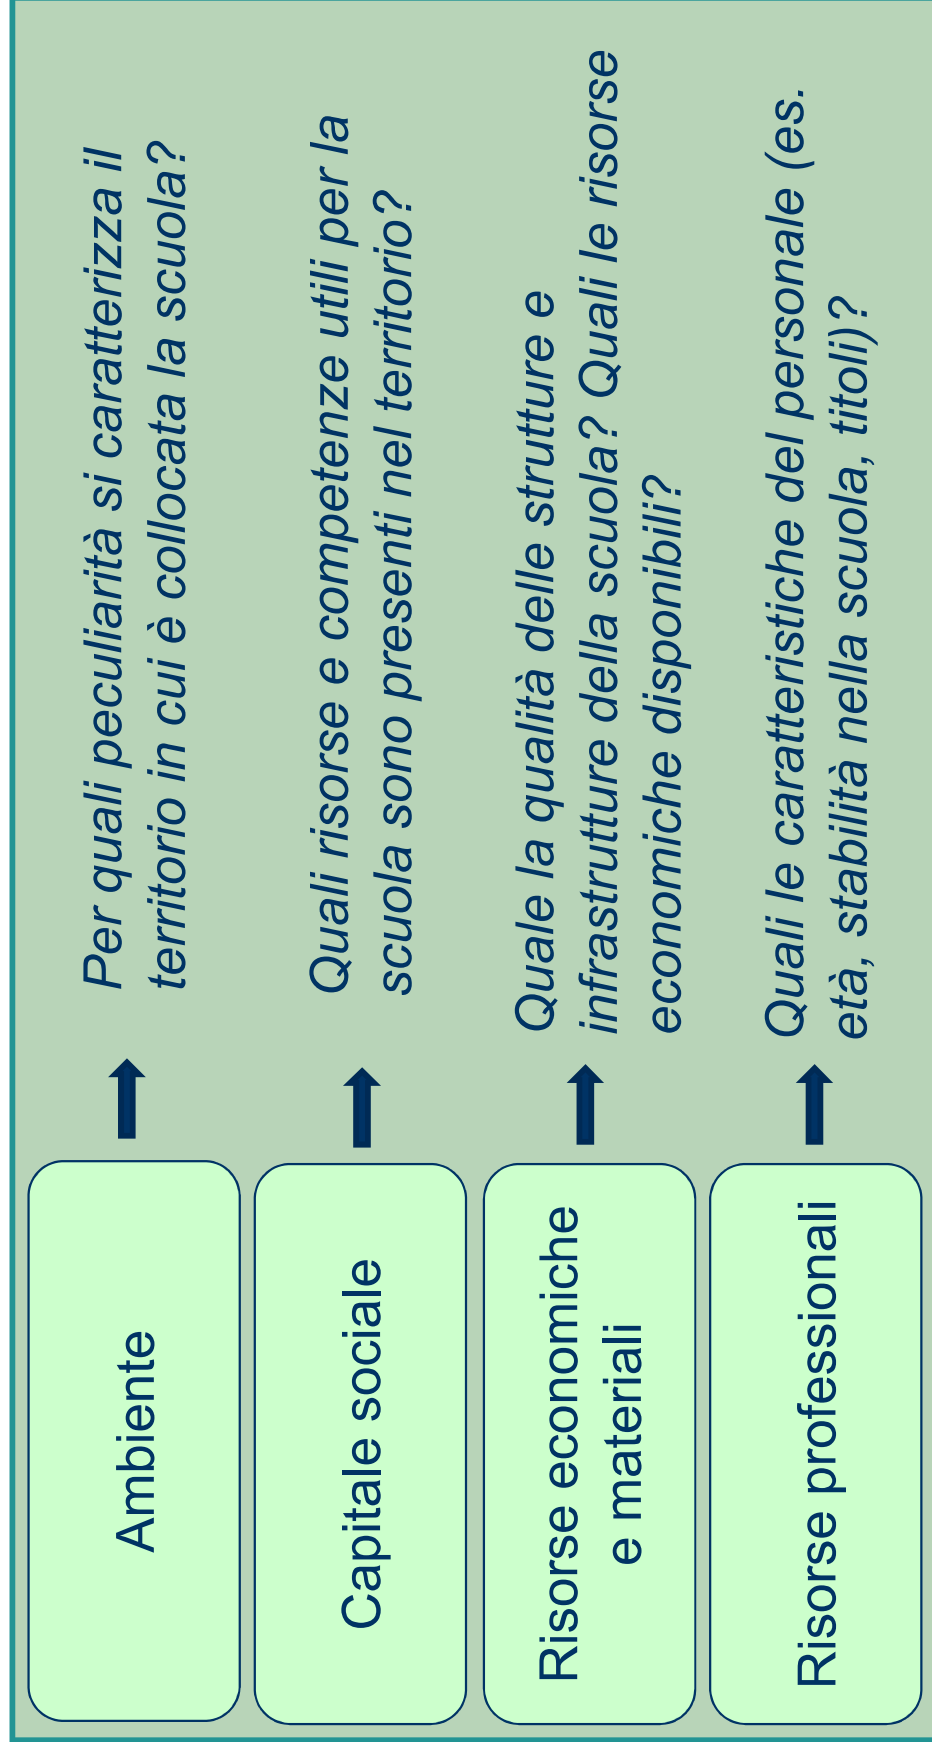 Ambiente
Per quali peculiarità si caratterizza il
territorio in cui è collocata la scuola?
Capitale sociale
Quali risorse e competenze utili per la
scuola sono presenti nel territorio?
Risorse economiche
e materiali
Quale la qualità delle strutture e
infrastrutture della scuola? Quali le risorse
economiche disponibili?
Risorse professionali
Quali le caratteristiche del personale (es.
età, stabilità nella scuola, titoli)?